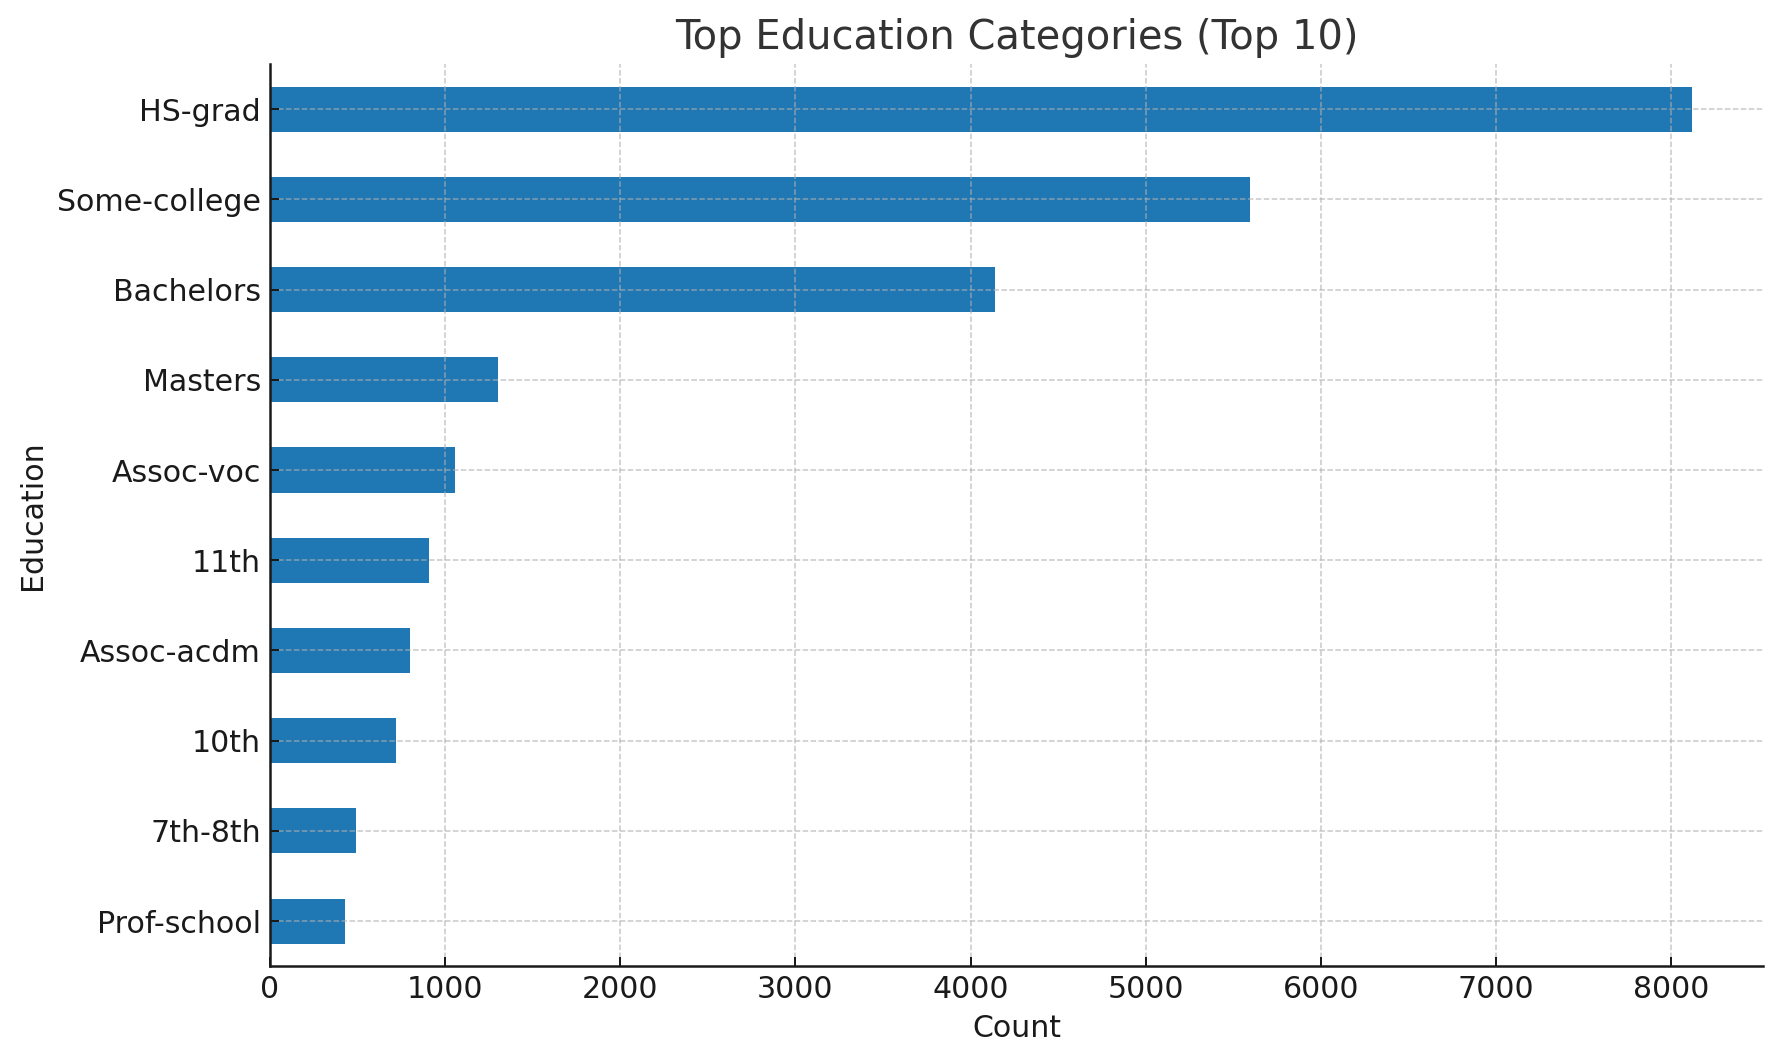 Top Education Categories (Top 10)
HS-grad
Some-college
Bachelors
Masters
Assoc-voc
11th
Assoc-acdm
10th
7th-8th
Prof-school
Education
0 1000 2000 3000 4000 5000 6000 7000 8000
Count